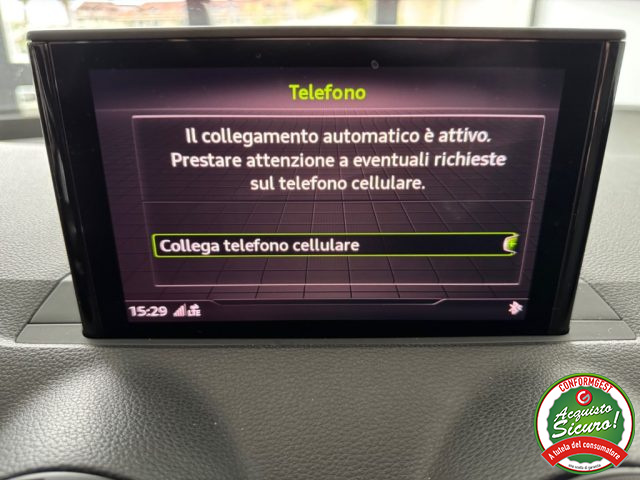 Telefono
Il collegamento automatico è attivo.
Prestare attenzione a eventuali richieste
sul telefono cellulare.
Collega telefono cellulare
15:29 LTE
CONFORMGEST
Acquisto
Sicuro!
A tutela del consumatore